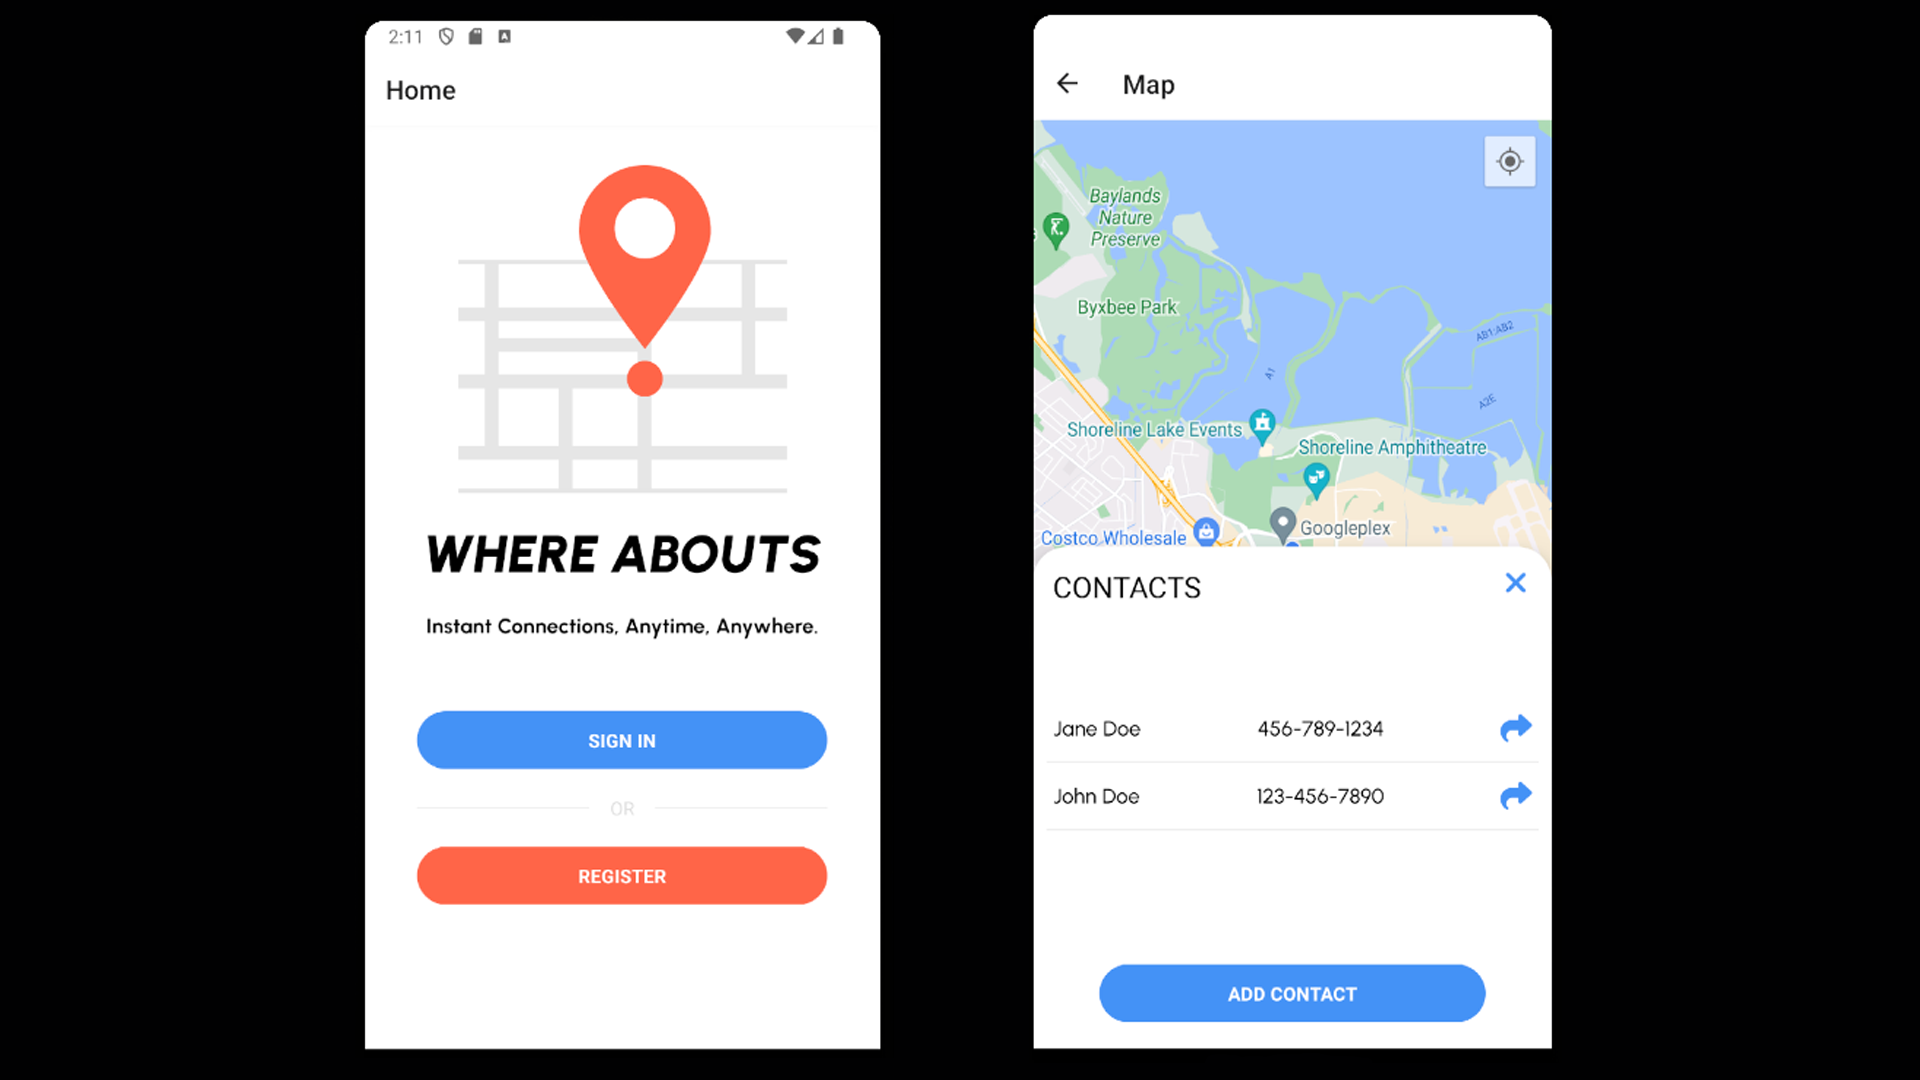 2:11
Home
WHERE ABOUTS
Instant Connections, Anytime, Anywhere.
SIGN IN
OR
REGISTER
Map
Baylands
Nature
Preserve
Byxbee Park
AB1:AB2
A1
A2E
Shoreline Lake Events
Shoreline Amphitheatre
Googleplex
Costco Wholesale
CONTACTS
Jane Doe 456-789-1234
John Doe 123-456-7890
ADD CONTACT